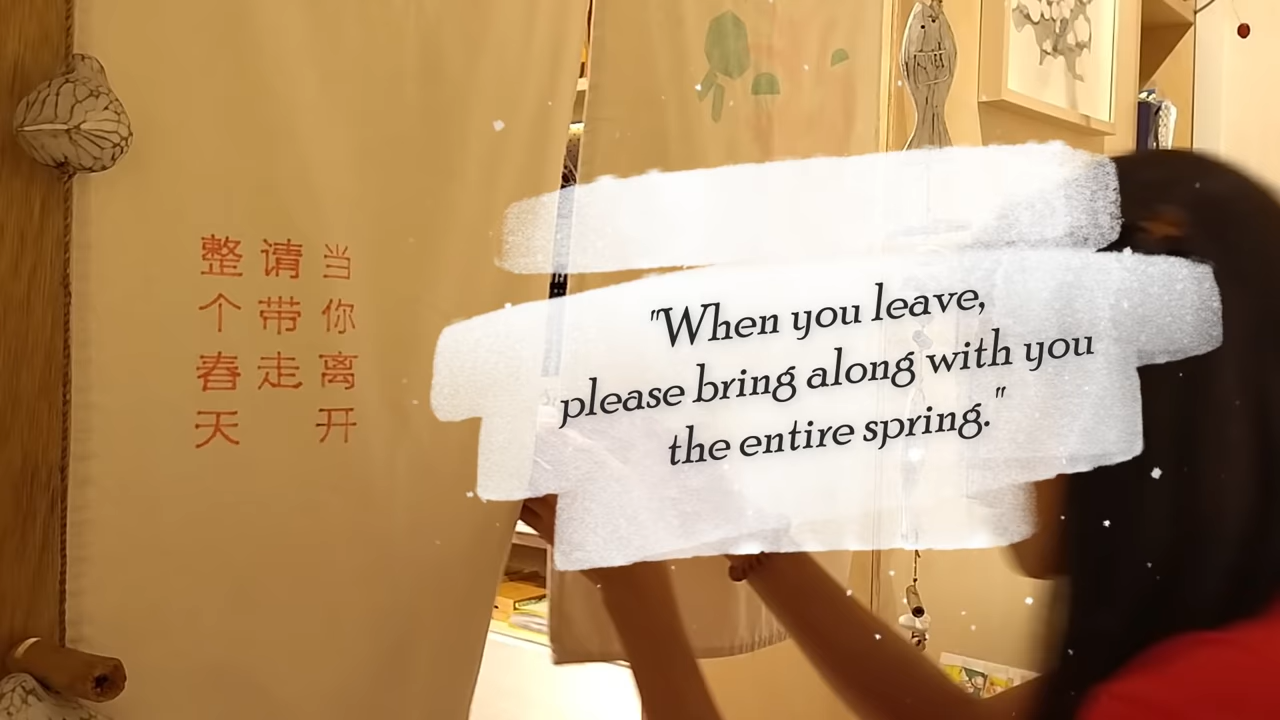 当你离开
请带走
整个春天
"When you leave,
please bring along with you
the entire spring."